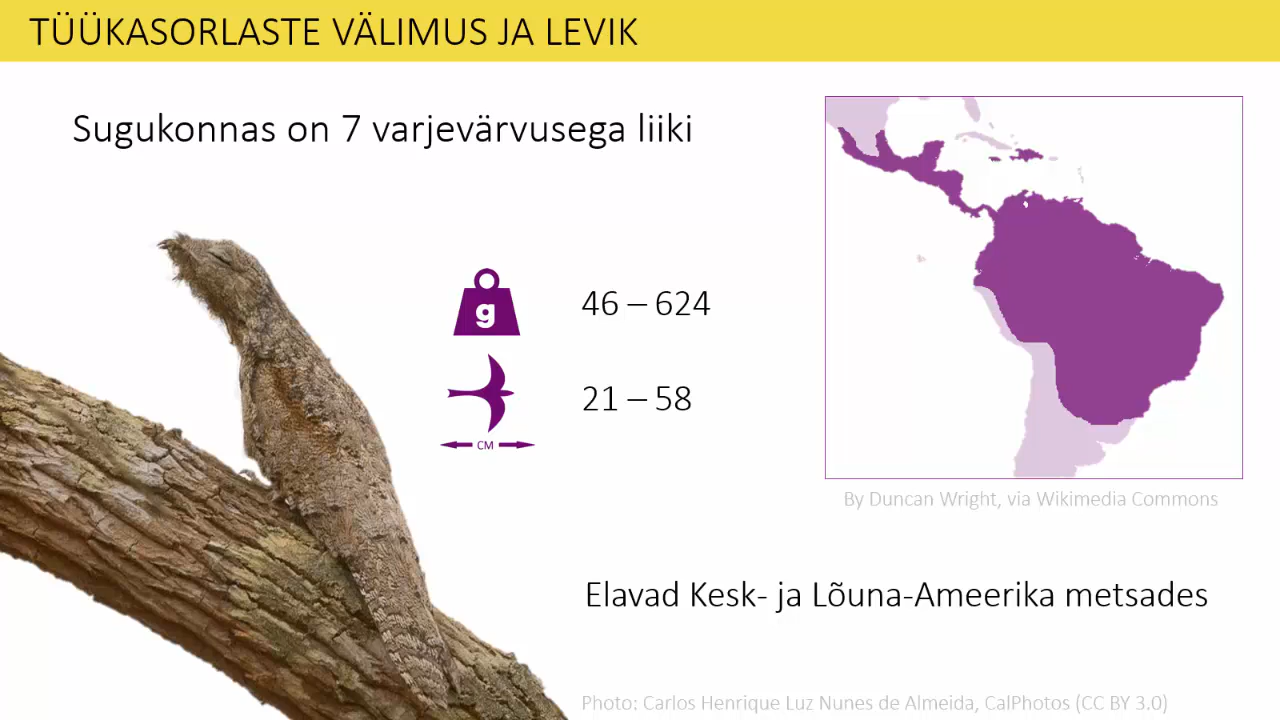 TÜÜKASORLASTE VÄLIMUS JA LEVIK
Sugukonnas on 7 varjevärvusega liiki
g
46 – 624
21 – 58
CM
By Duncan Wright, via Wikimedia Commons
Elavad Kesk- ja Lõuna-Ameerika metsades
Photo: Carlos Henrique Luz Nunes de Almeida, CalPhotos (CC BY 3.0)